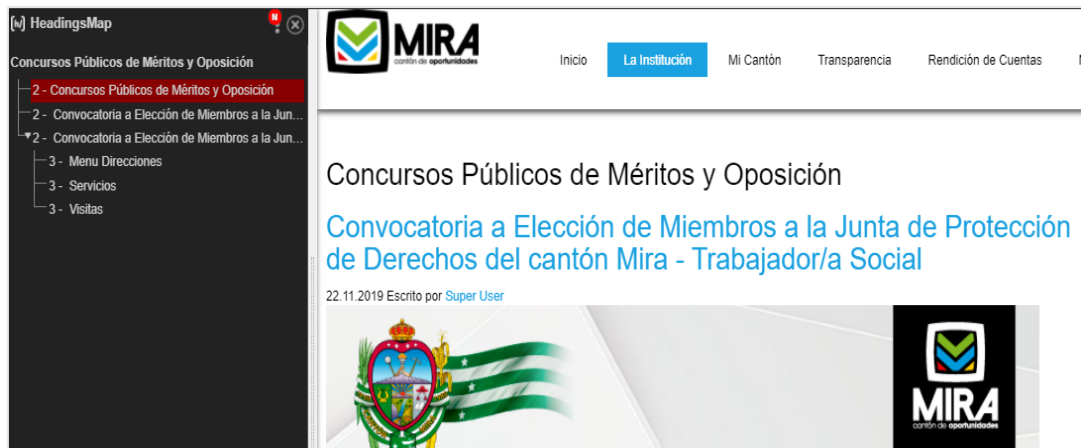 HeadingsMap
N
Concursos Públicos de Méritos y Oposición
2 - Concursos Públicos de Méritos y Oposición
2 - Convocatoria a Elección de Miembros a la Jun...
2 - Convocatoria a Elección de Miembros a la Jun...
3 - Menu Direcciones
3 - Servicios
3 - Visitas
MIRA
cantón de oportunidades
Inicio La Institución Mi Cantón Transparencia Rendición de Cuentas
Concursos Públicos de Méritos y Oposición
Convocatoria a Elección de Miembros a la Junta de Protección
de Derechos del cantón Mira - Trabajador/a Social
22.11.2019 Escrito por Super User
MIRA
cantón de oportunidades